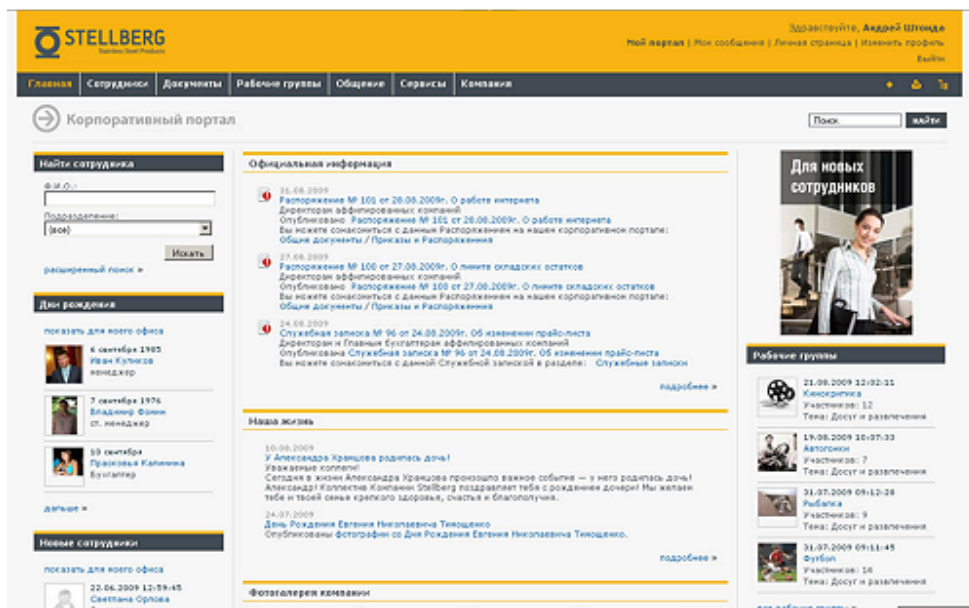 STELLBERG
Stainless Steel Products
Здравствуйте, Андрей Штонда
Мой портал | Мои сообщения | Личная страница | Изменить профиль
Выйти
Главная Сотрудники Документы Рабочие группы Общение Сервисы Компания
Корпоративный портал
Поиск
НАЙТИ
Найти сотрудника
Ф.И.О.:
Подразделение:
(все)
Искать
расширенный поиск »
Дни рождения
показать для моего офиса
6 сентября 1985
Иван Куликов
менеджер
7 сентября 1976
Владимир Фомин
ст. менеджер
10 сентября
Прасковья Калинина
Бухгалтер
дальше »
Новые сотрудники
показать для моего офиса
22.06.2009 12:59:45
Светлана Орлова
Официальная информация
31.08.2009
Распоряжение № 101 от 28.08.2009г. О работе интернета
Директорам аффилированных компаний
Опубликовано Распоряжение № 101 от 28.08.2009г. О работе интернета
Вы можете ознакомиться с данным Распоряжением на нашем корпоративном портале:
Общие документы / Приказы и Распоряжения
27.08.2009
Распоряжение № 100 от 27.08.2009г. О лимите складских остатков
Директорам аффилированных компаний
Опубликовано Распоряжение № 100 от 27.08.2009г. О лимите складских остатков
Вы можете ознакомиться с данным Распоряжением на нашем корпоративном портале:
Общие документы / Приказы и Распоряжения
24.08.2009
Служебная записка № 96 от 24.08.2009г. Об изменении прайс-листа
Директорам и Главным бухгалтерам аффилированных компаний
Опубликована Служебная записка № 96 от 24.08.2009г. Об изменении прайс-листа
Вы можете ознакомиться с данной Служебной запиской в разделе: Служебные записки
подробнее »
Наша жизнь
10.08.2009
У Александра Храмцова родилась дочь!
Уважаемые коллеги!
Сегодня в жизни Александра Храмцова произошло важное событие — у него родилась дочь!
Александр! Коллектив Компании Stellberg поздравляет тебя с рождением дочери! Мы желаем
тебе и твоей семье крепкого здоровья, счастья и благополучия.
24.07.2009
День Рождения Евгения Николаевича Тимощенко
Опубликованы фотографии со Дня Рождения Евгения Николаевича Тимощенко.
подробнее »
Фотогалерея компании
Для новых
сотрудников
Рабочие группы
21.08.2009 12:02:11
Кинокритика
Участников: 12
Тема: Досуг и развлечения
19.08.2009 10:07:33
Автогонки
Участников: 7
Тема: Досуг и развлечения
31.07.2009 09:12:28
Рыбалка
Участников: 9
Тема: Досуг и развлечения
31.07.2009 09:11:45
Футбол
Участников: 16
Тема: Досуг и развлечения